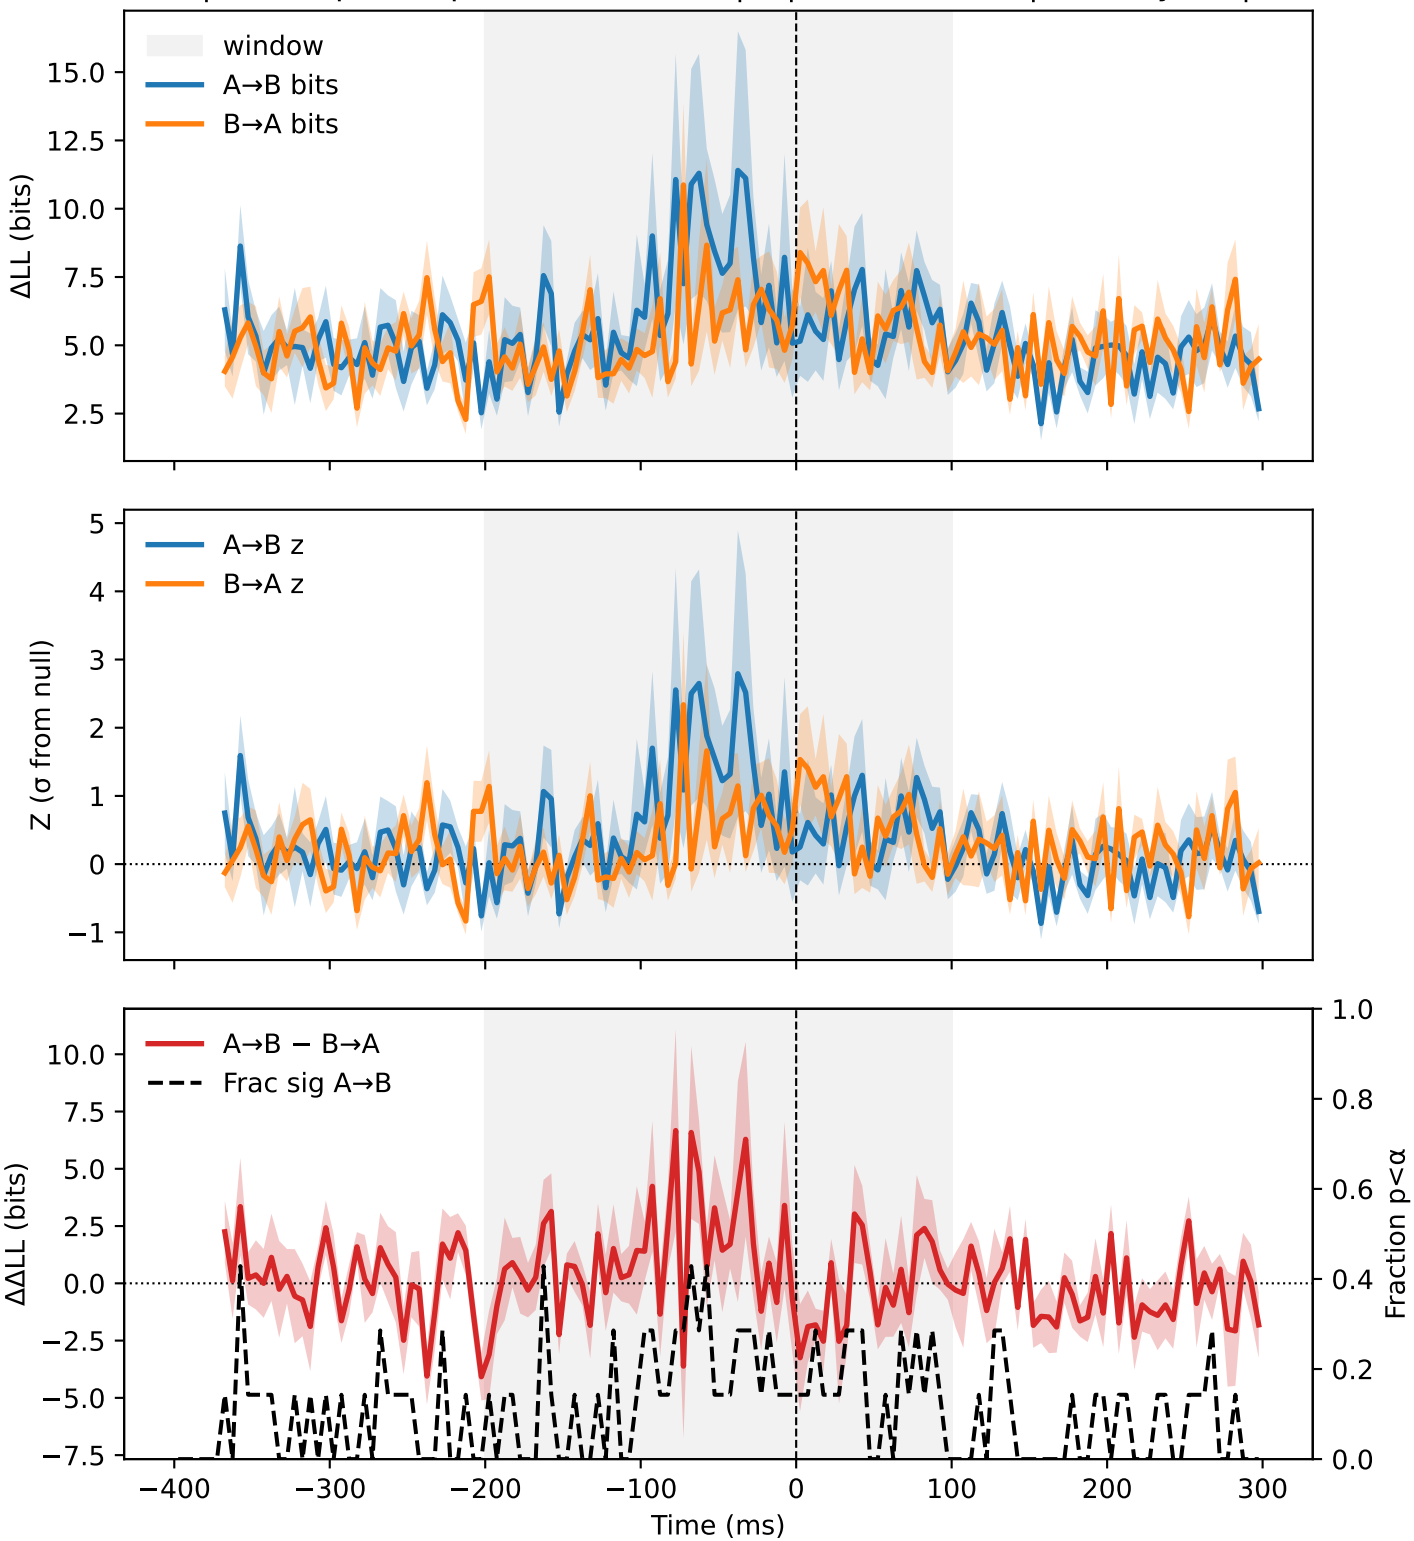 window
A→B bits
B→A bits
15.0
12.5
10.0
7.5
5.0
2.5
ΔLL (bits)
A→B z
B→A z
5
4
3
2
1
0
−1
Z (σ from null)
A→B − B→A
Frac sig A→B
10.0
7.5
5.0
2.5
0.0
−2.5
−5.0
−7.5
ΔΔLL (bits)
1.0
0.8
0.6
0.4
0.2
0.0
Fraction p<α
−400
−300
−200
−100
0
100
200
300
Time (ms)